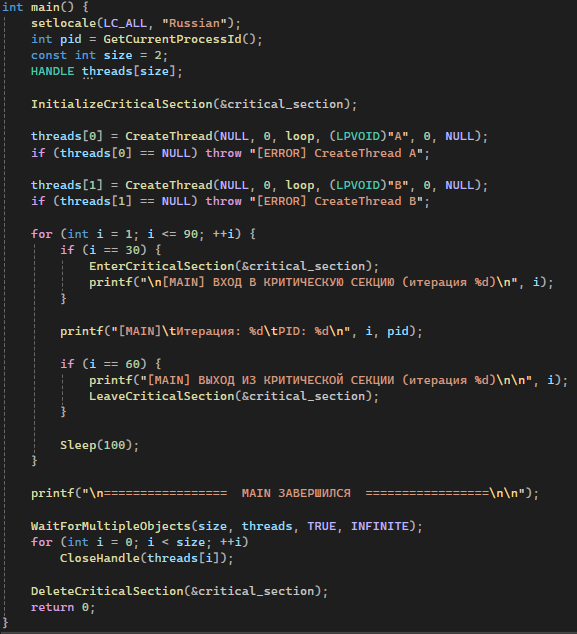 int main() {
    setlocale(LC_ALL, "Russian");
    int pid = GetCurrentProcessId();
    const int size = 2;
    HANDLE threads[size];

    InitializeCriticalSection(&critical_section);

    threads[0] = CreateThread(NULL, 0, loop, (LPVOID)"A", 0, NULL);
    if (threads[0] == NULL) throw "[ERROR] CreateThread A";

    threads[1] = CreateThread(NULL, 0, loop, (LPVOID)"B", 0, NULL);
    if (threads[1] == NULL) throw "[ERROR] CreateThread B";

    for (int i = 1; i <= 90; ++i) {
        if (i == 30) {
            EnterCriticalSection(&critical_section);
            printf("\n[MAIN] ВХОД В КРИТИЧЕСКУЮ СЕКЦИЮ (итерация %d)\n", i);
        }

        printf("[MAIN]\tИтерация: %d\tPID: %d\n", i, pid);

        if (i == 60) {
            printf("[MAIN] ВЫХОД ИЗ КРИТИЧЕСКОЙ СЕКЦИИ (итерация %d)\n\n", i);
            LeaveCriticalSection(&critical_section);
        }

        Sleep(100);
    }

    printf("\n=================  MAIN ЗАВЕРШИЛСЯ  =================\n\n");

    WaitForMultipleObjects(size, threads, TRUE, INFINITE);
    for (int i = 0; i < size; ++i)
        CloseHandle(threads[i]);

    DeleteCriticalSection(&critical_section);
    return 0;
}